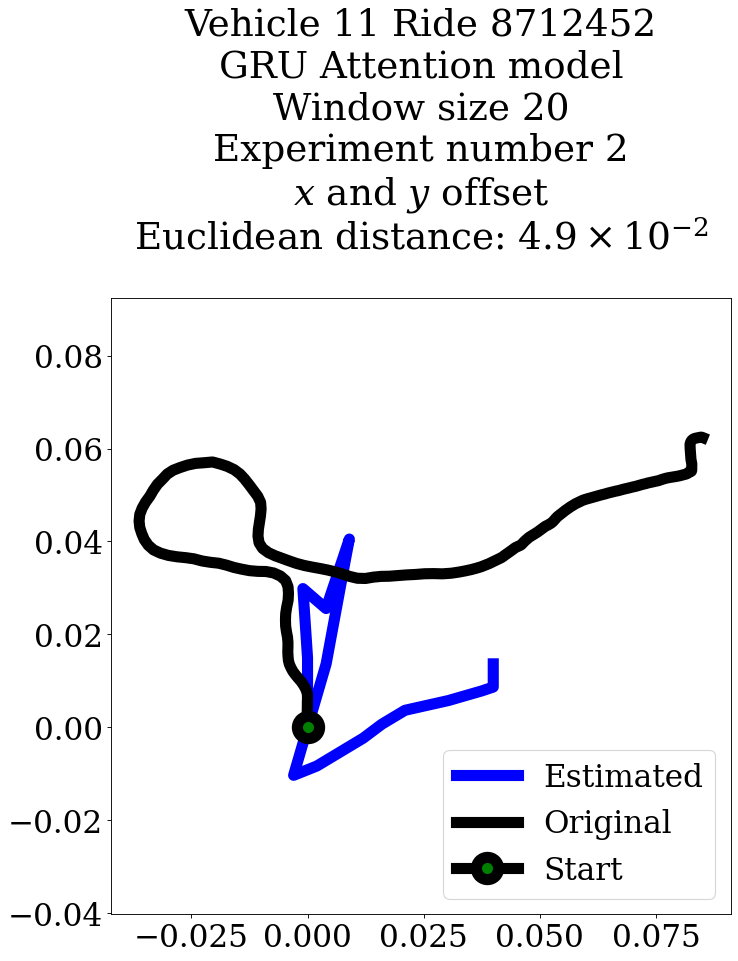 Vehicle 11 Ride 8712452
GRU Attention model
Window size 20
Experiment number 2
x and y offset
Euclidean distance: 4.9 × 10⁻²
0.08
0.06
0.04
0.02
0.00
−0.02
−0.04
Estimated
Original
Start
−0.025 0.000 0.025 0.050 0.075